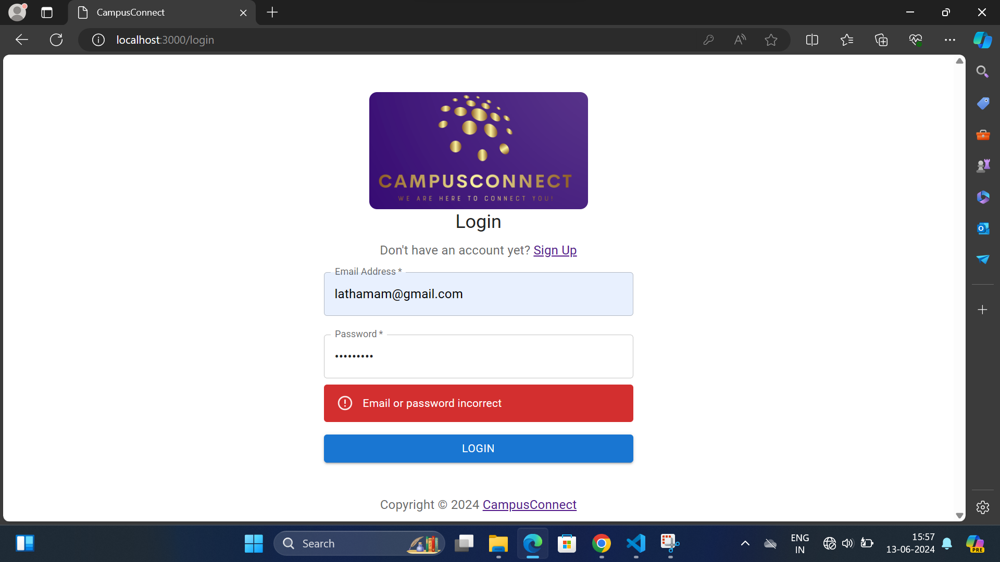 CampusConnect
localhost:3000/login
CAMPUSCONNECT
WE ARE HERE TO CONNECT YOU!
Login
Don't have an account yet? Sign Up
Email Address *
lathamam@gmail.com
Password *
•••••••••
Email or password incorrect
LOGIN
Copyright © 2024 CampusConnect
Search
ENG
IN
15:57
13-06-2024
PRE